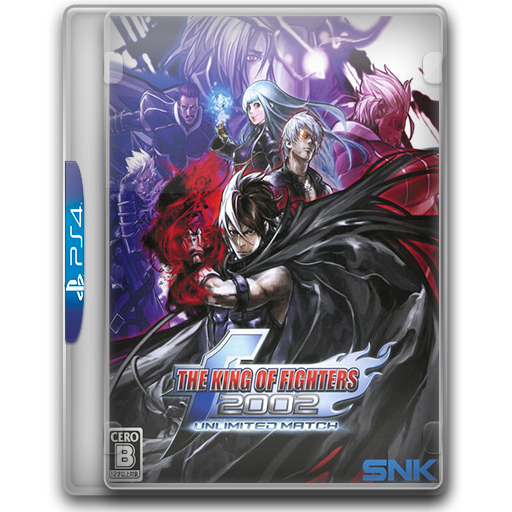 PS4
THE KING OF FIGHTERS
2002
UNLIMITED MATCH
CERO
B
SNK